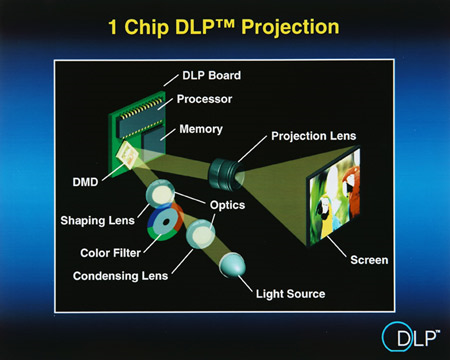 1 Chip DLP™ Projection
DLP Board
Processor
Memory
Projection Lens
DMD
Shaping Lens
Optics
Color Filter
Condensing Lens
Screen
Light Source
DLP™